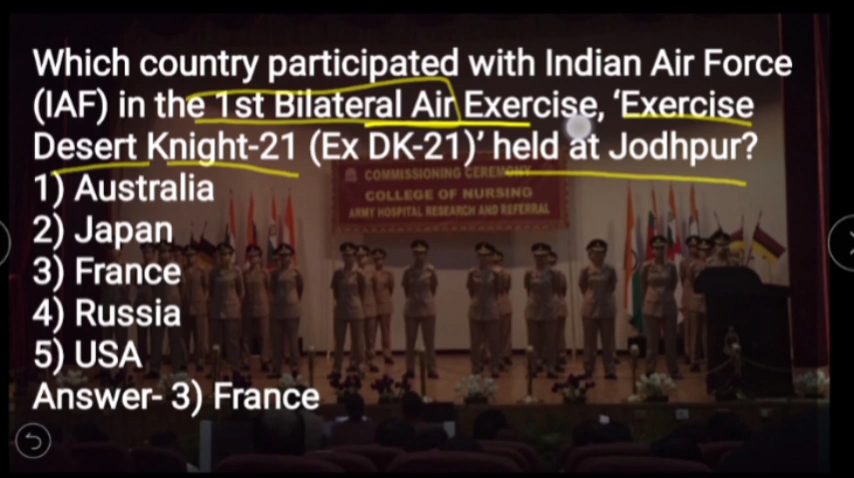 Which country participated with Indian Air Force
(IAF) in the 1st Bilateral Air Exercise, ‘Exercise
Desert Knight-21 (Ex DK-21)’ held at Jodhpur?
COMMISSIONING CEREMONY
1) Australia
COLLEGE OF NURSING
ARMY HOSPITAL RESEARCH AND REFERRAL
2) Japan
3) France
4) Russia
5) USA
Answer- 3) France